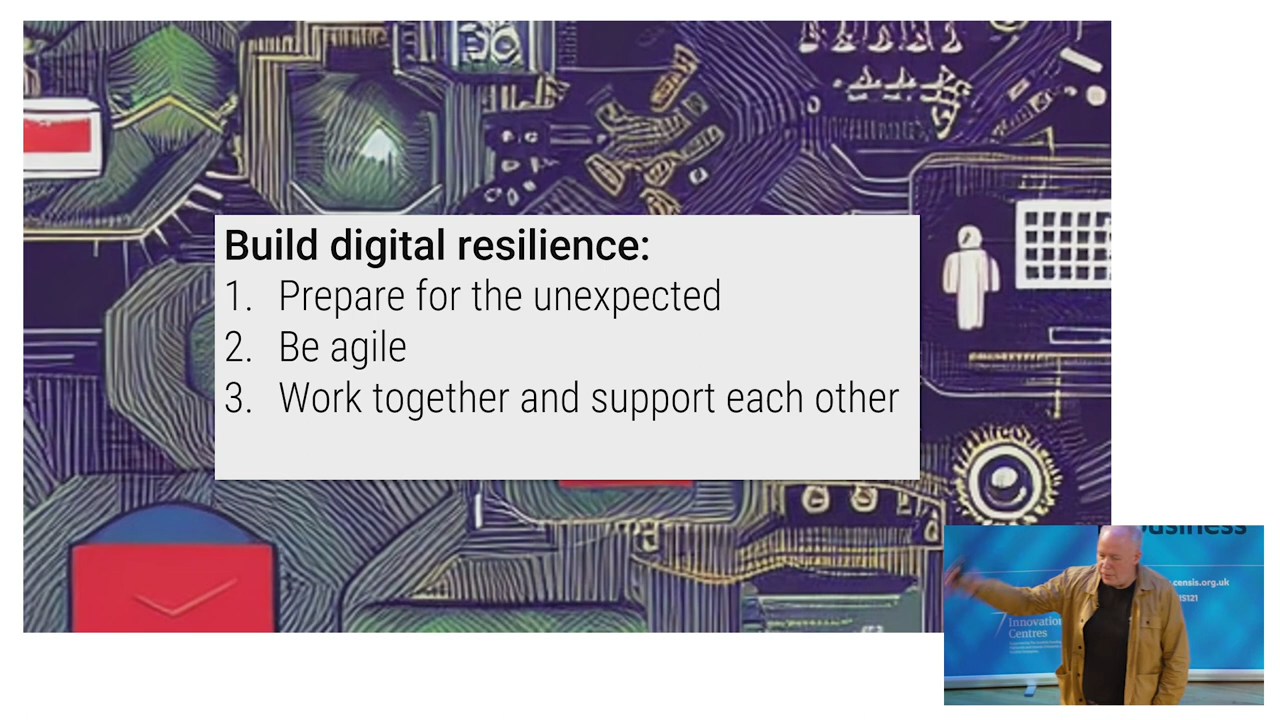 Build digital resilience:
1. Prepare for the unexpected
2. Be agile
3. Work together and support each other
business
censis.org.uk
Innovation
Centres